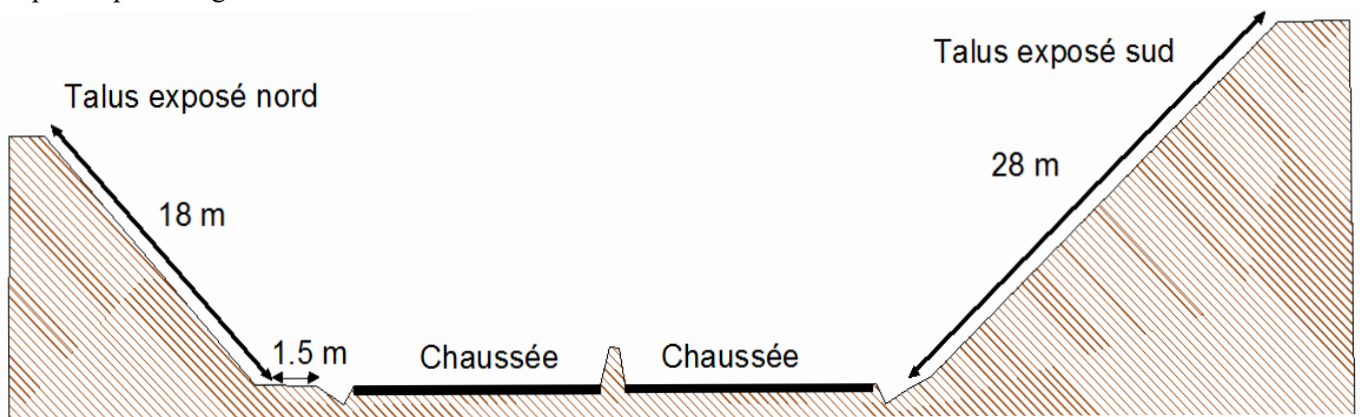 Talus exposé sud
Talus exposé nord
28 m
18 m
1.5 m
Chaussée
Chaussée